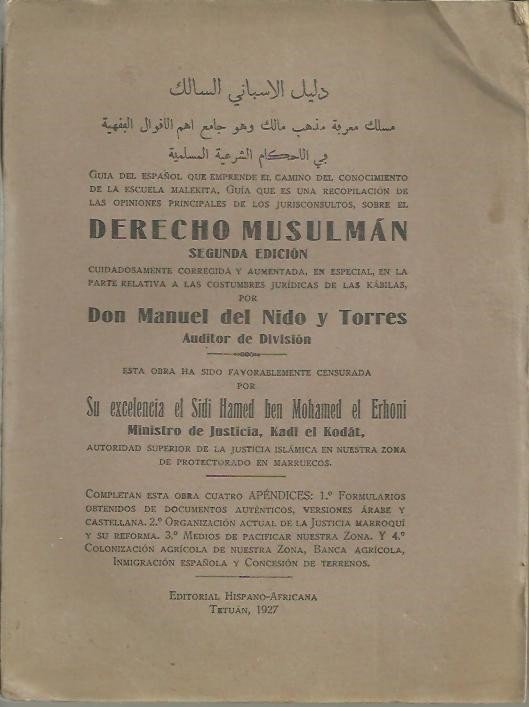 دليل الاسباني السالك
مسلك معرفة مذهب مالك وهو جامع اهم الاقوال الفقهية
في الاحكام الشرعية المسلمية
Guia del español que emprende el camino del conocimiento
de la escuela malekita, Guía que es una recopilación de
las opiniones principales de los jurisconsultos, sobre el
DERECHO MUSULMÁN
SEGUNDA EDICIÓN
cuidadosamente corregida y aumentada, en especial, en la
parte relativa a las costumbres jurídicas de las kábilas,
por
Don Manuel del Nido y Torres
Auditor de División
esta obra ha sido favorablemente censurada
por
Su excelencia el Sidi Hamed ben Mohamed el Erhoni
Ministro de Justicia, Kadi el Kodát,
autoridad superior de la justicia islámica en nuestra zona
de protectorado en marruecos.
Completan esta obra cuatro APÉNDICES: 1.º Formularios
obtenidos de documentos auténticos, versiones árabe y
castellana. 2.º Organización actual de la Justicia marroquí
y su reforma. 3.º Medios de pacificar nuestra Zona. Y 4.º
Colonización agrícola de nuestra Zona, Banca agrícola,
Inmigración española y Concesión de terrenos.
Editorial Hispano-Africana
Tetuán, 1927